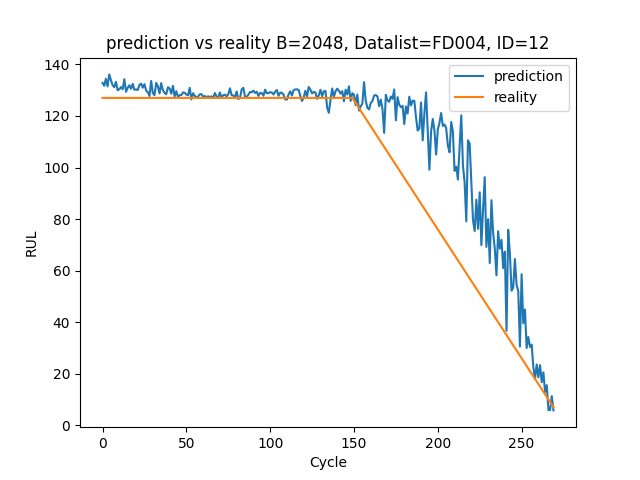 prediction vs reality B=2048, Datalist=FD004, ID=12
prediction
reality
140
120
100
80
60
40
20
0
RUL
0 50 100 150 200 250
Cycle